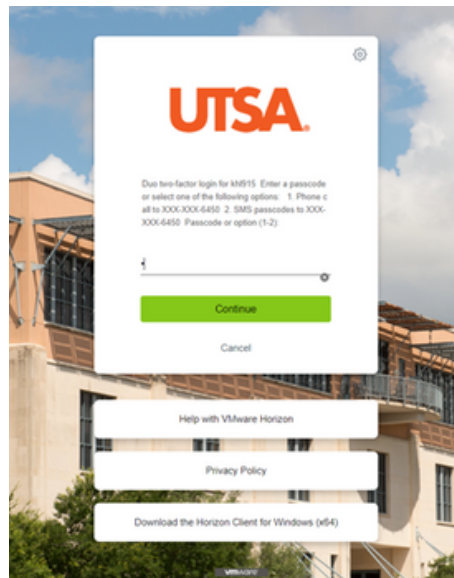 UTSA
Duo two-factor login for khl915 Enter a passcode
or select one of the following options: 1. Phone c
all to XXX-XXX-6450 2. SMS passcodes to XXX-
XXX-6450 Passcode or option (1-2):
Continue
Cancel
Help with VMware Horizon
Privacy Policy
Download the Horizon Client for Windows (x64)
vmware